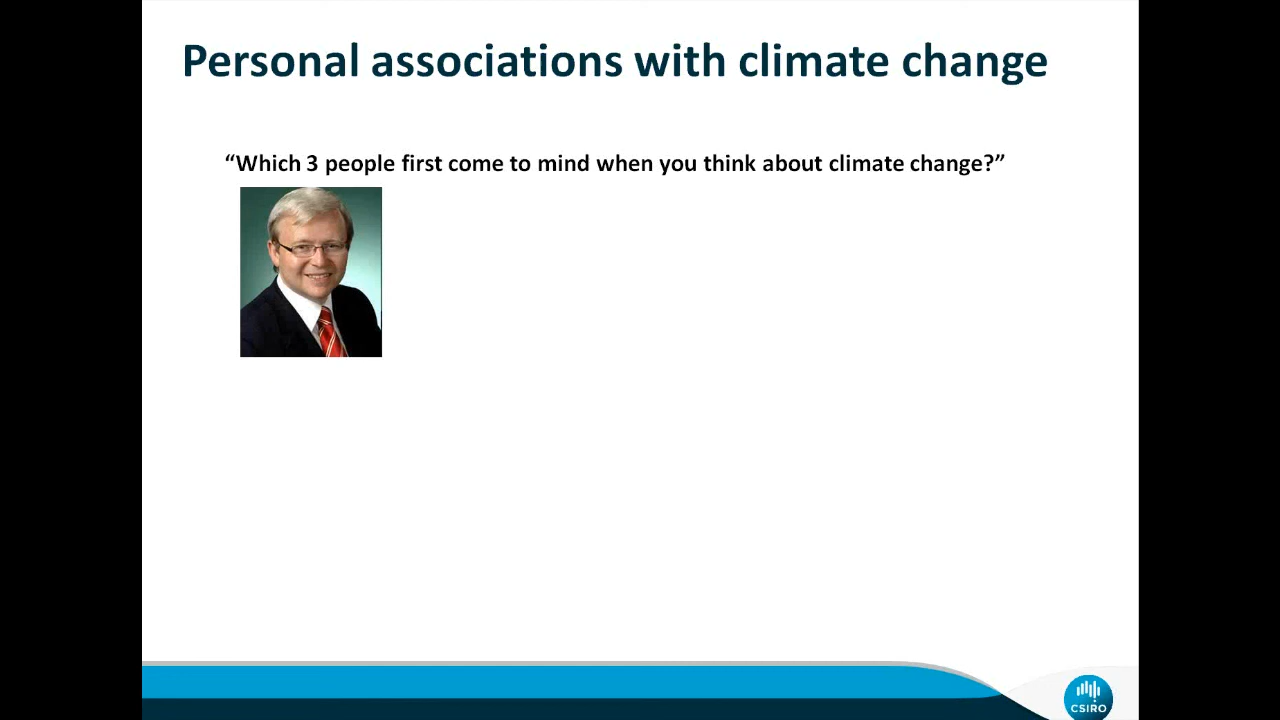 Personal associations with climate change
“Which 3 people first come to mind when you think about climate change?”
CSIRO